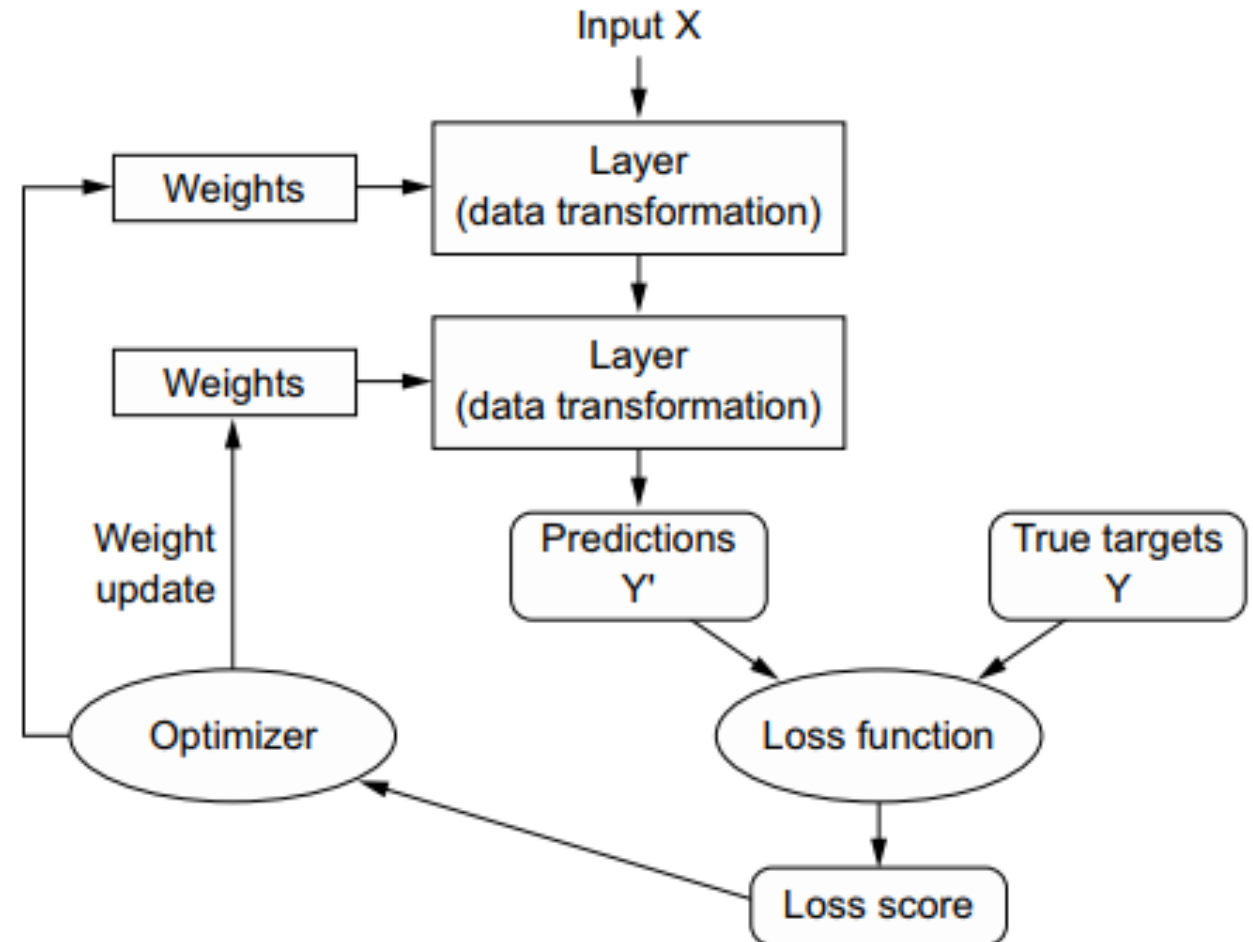 Input X
Weights
Layer
(data transformation)
Weights
Layer
(data transformation)
Weight
update
Predictions
Y'
True targets
Y
Optimizer
Loss function
Loss score